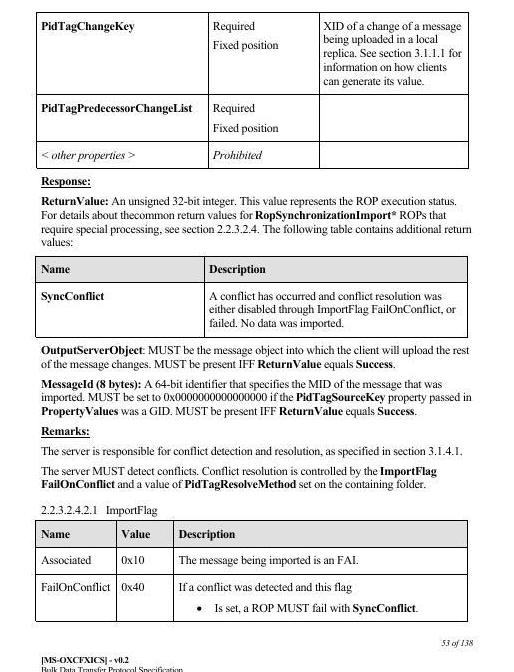 PidTagChangeKey Required XID of a change of a message
being uploaded in a local
Fixed position replica. See section 3.1.1.1 for
information on how clients
can generate its value.
PidTagPredecessorChangeList Required
Fixed position
< other properties > Prohibited
Response:
ReturnValue: An unsigned 32-bit integer. This value represents the ROP execution status.
For details about thecommon return values for RopSynchronizationImport* ROPs that
require special processing, see section 2.2.3.2.4. The following table contains additional return
values:
Name Description
SyncConflict A conflict has occurred and conflict resolution was
either disabled through ImportFlag FailOnConflict, or
failed. No data was imported.
OutputServerObject: MUST be the message object into which the client will upload the rest
of the message changes. MUST be present IFF ReturnValue equals Success.
MessageId (8 bytes): A 64-bit identifier that specifies the MID of the message that was
imported. MUST be set to 0x0000000000000000 if the PidTagSourceKey property passed in
PropertyValues was a GID. MUST be present IFF ReturnValue equals Success.
Remarks:
The server is responsible for conflict detection and resolution, as specified in section 3.1.4.1.
The server MUST detect conflicts. Conflict resolution is controlled by the ImportFlag
FailOnConflict and a value of PidTagResolveMethod set on the containing folder.
2.2.3.2.4.2.1 ImportFlag
Name Value Description
Associated 0x10 The message being imported is an FAI.
FailOnConflict 0x40 If a conflict was detected and this flag
• Is set, a ROP MUST fail with SyncConflict.
53 of 138
[MS-OXCFXICS] - v0.2
Bulk Data Transfer Protocol Specification